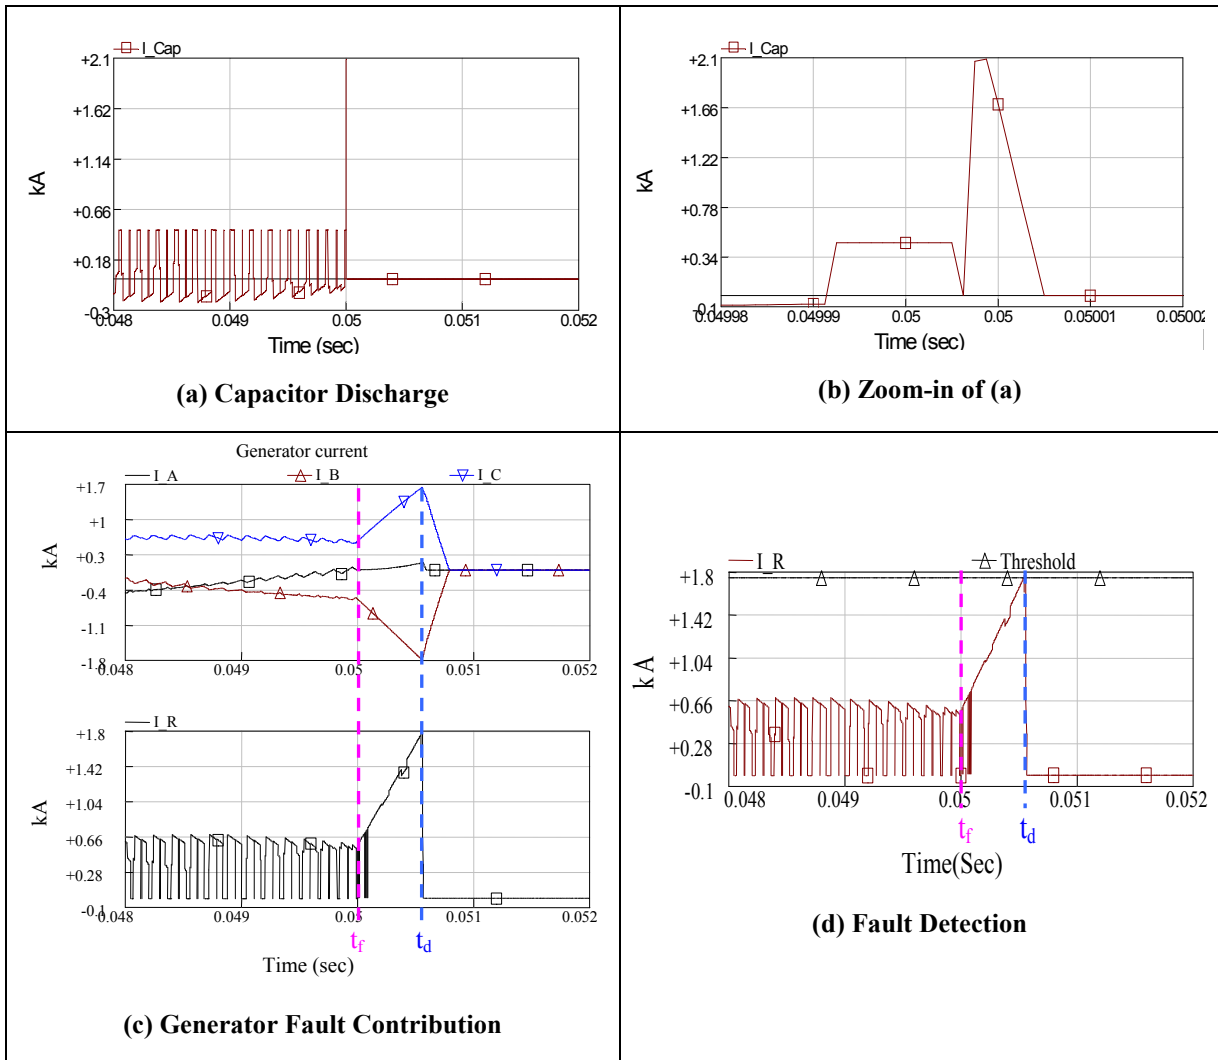 I_Cap
+2.1
+1.62
+1.14
+0.66
+0.18
-0.3
kA
0.048 0.049 0.05 0.051 0.052
Time (sec)
(a) Capacitor Discharge
I_Cap
+2.1
+1.66
+1.22
+0.78
+0.34
-0.1
kA
0.04998 0.04999 0.05 0.05 0.05001 0.05002
Time (sec)
(b) Zoom-in of (a)
Generator current
I_A I_B I_C
+1.7
+1
+0.3
-0.4
-1.1
-1.8
kA
0.048 0.049 0.05 0.051 0.052
I_R
+1.8
+1.42
+1.04
+0.66
+0.28
-0.1
kA
0.048 0.049 0.05 0.051 0.052
tf td
Time (sec)
(c) Generator Fault Contribution
I_R Threshold
+1.8
+1.42
+1.04
+0.66
+0.28
-0.1
k A
0.048 0.049 0.05 0.051 0.052
tf td
Time(Sec)
(d) Fault Detection